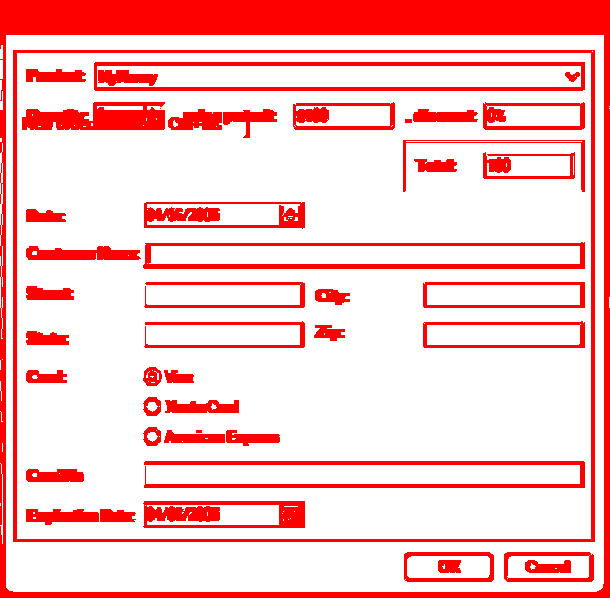 Product: MyMoney
Quantity: price per unit: $100 discount: 0%
Total: 100
Date: 04/05/2005
Customer Name:
Street: City:
State: Zip:
Card: Visa
MasterCard
American Express
Card No
Expiration Date: 04/05/2005
OK Cancel